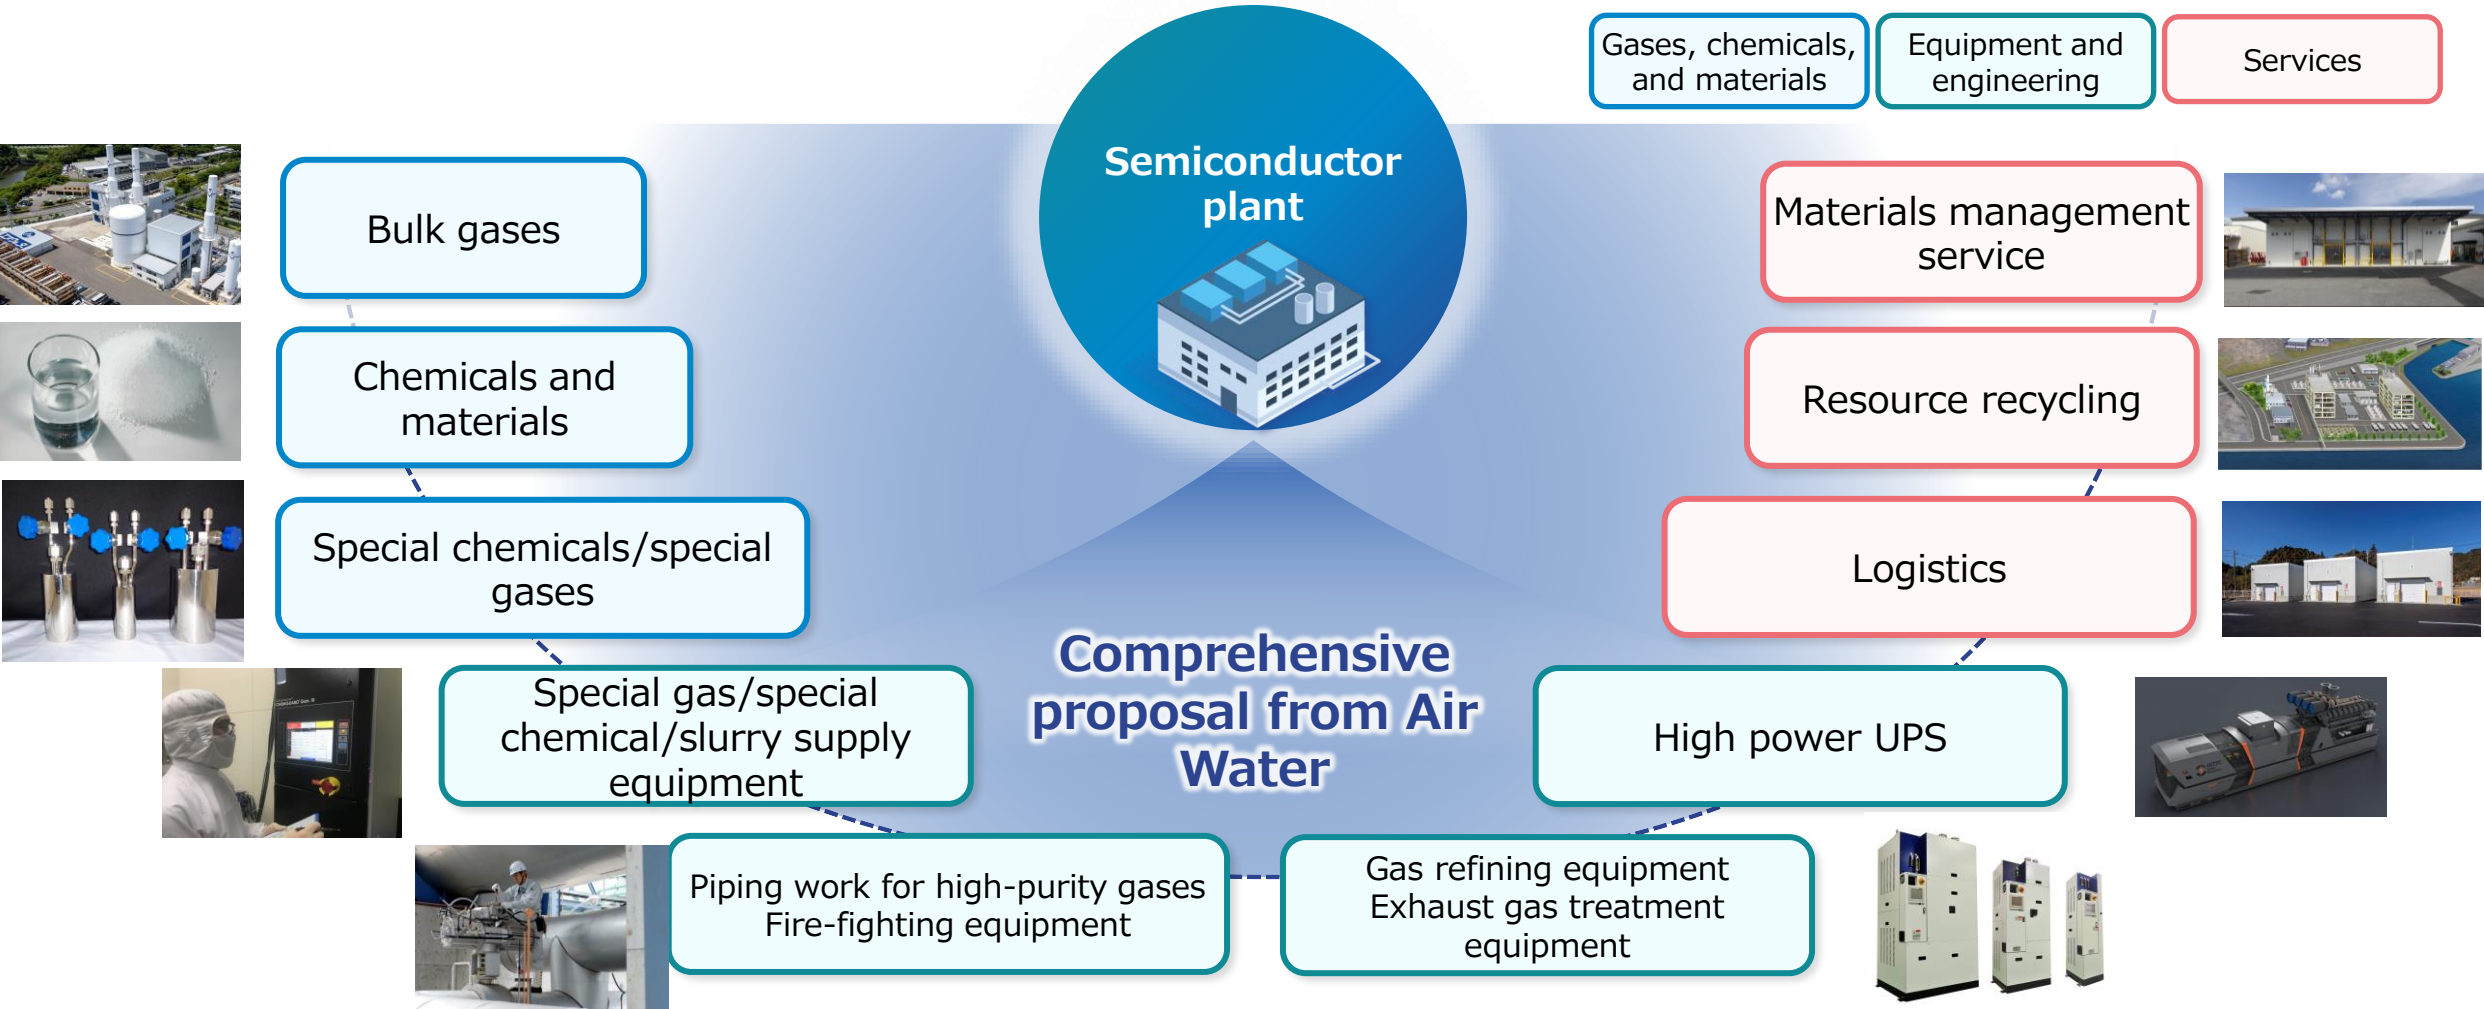 Gases, chemicals,
and materials
Equipment and
engineering
Services
Semiconductor
plant
Bulk gases
Chemicals and
materials
Special chemicals/special
gases
Special gas/special
chemical/slurry supply
equipment
Piping work for high-purity gases
Fire-fighting equipment
Gas refining equipment
Exhaust gas treatment
equipment
High power UPS
Logistics
Resource recycling
Materials management
service
Comprehensive
proposal from Air
Water